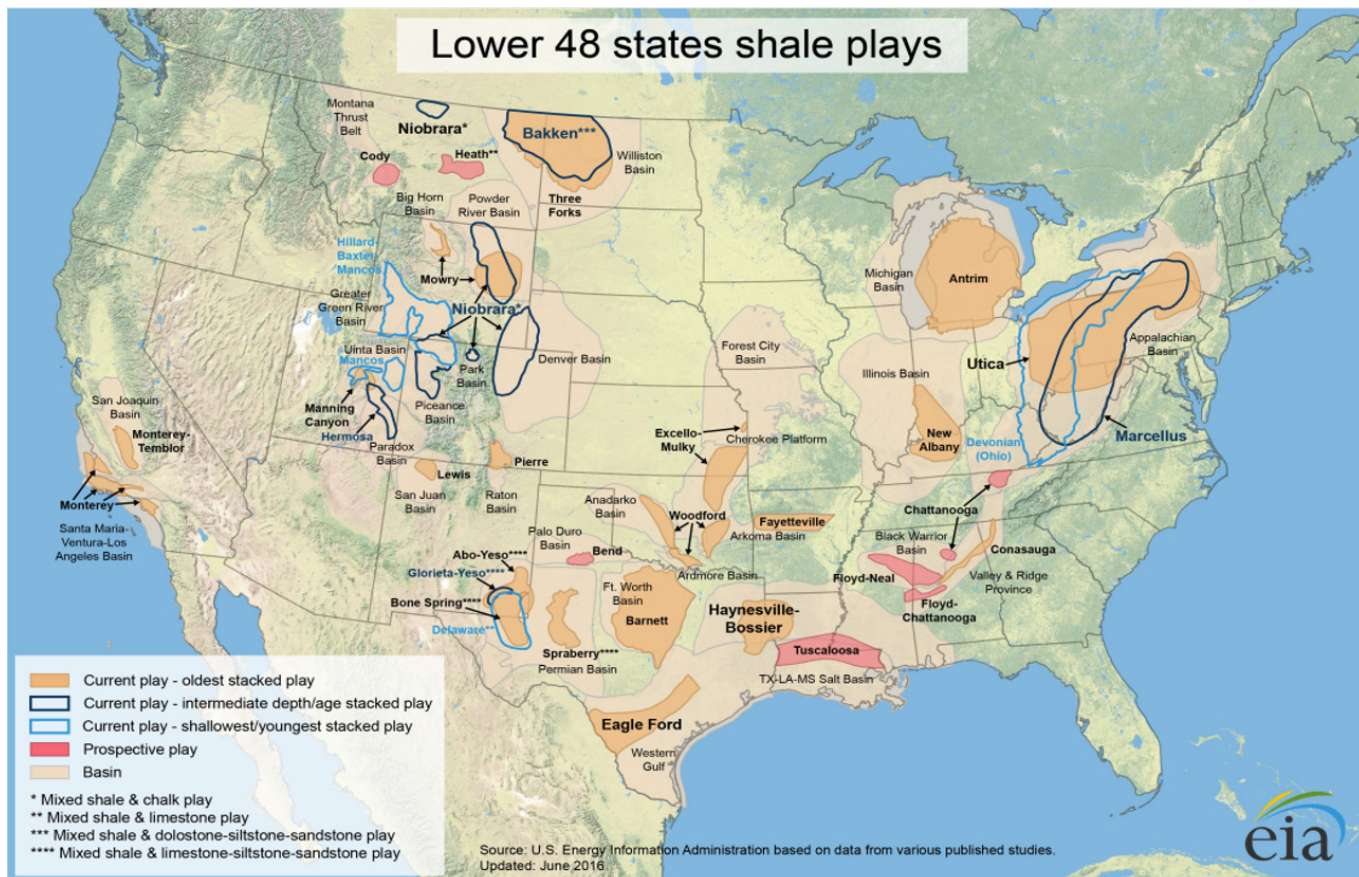 Lower 48 states shale plays
Montana
Thrust
Belt
Niobrara*
Bakken***
Cody
Heath**
Williston
Basin
Big Horn
Basin
Powder
River Basin
Three
Forks
Hillard-
Baxter-
Mancos
Mowry
Greater
Green River
Basin
Niobrara*
Michigan
Basin
Antrim
Uinta Basin
Mancos
Park
Basin
Denver Basin
Forest City
Basin
Illinois Basin
Utica
Appalachian
Basin
San Joaquin
Basin
Monterey-
Temblor
Manning
Canyon
Hermosa
Piceance
Basin
Paradox
Basin
Excello-
Mulky
Cherokee Platform
New
Albany
Devonian
(Ohio)
Marcellus
Lewis
Pierre
San Juan
Basin
Raton
Basin
Monterey
Santa Maria-
Ventura-Los
Angeles Basin
Anadarko
Basin
Woodford
Fayetteville
Arkoma Basin
Chattanooga
Palo Duro
Basin
Bend
Black Warrior
Basin
Conasauga
Abo-Yeso****
Glorieta-Yeso****
Ardmore Basin
Floyd-Neal
Valley & Ridge
Province
Bone Spring****
Ft. Worth
Basin
Haynesville-
Bossier
Floyd-
Chattanooga
Delaware**
Barnett
Spraberry****
Permian Basin
Tuscaloosa
TX-LA-MS Salt Basin
Eagle Ford
Western
Gulf
Current play - oldest stacked play
Current play - intermediate depth/age stacked play
Current play - shallowest/youngest stacked play
Prospective play
Basin
* Mixed shale & chalk play
** Mixed shale & limestone play
*** Mixed shale & dolostone-siltstone-sandstone play
**** Mixed shale & limestone-siltstone-sandstone play
Source: U.S. Energy Information Administration based on data from various published studies.
Updated: June 2016
eia